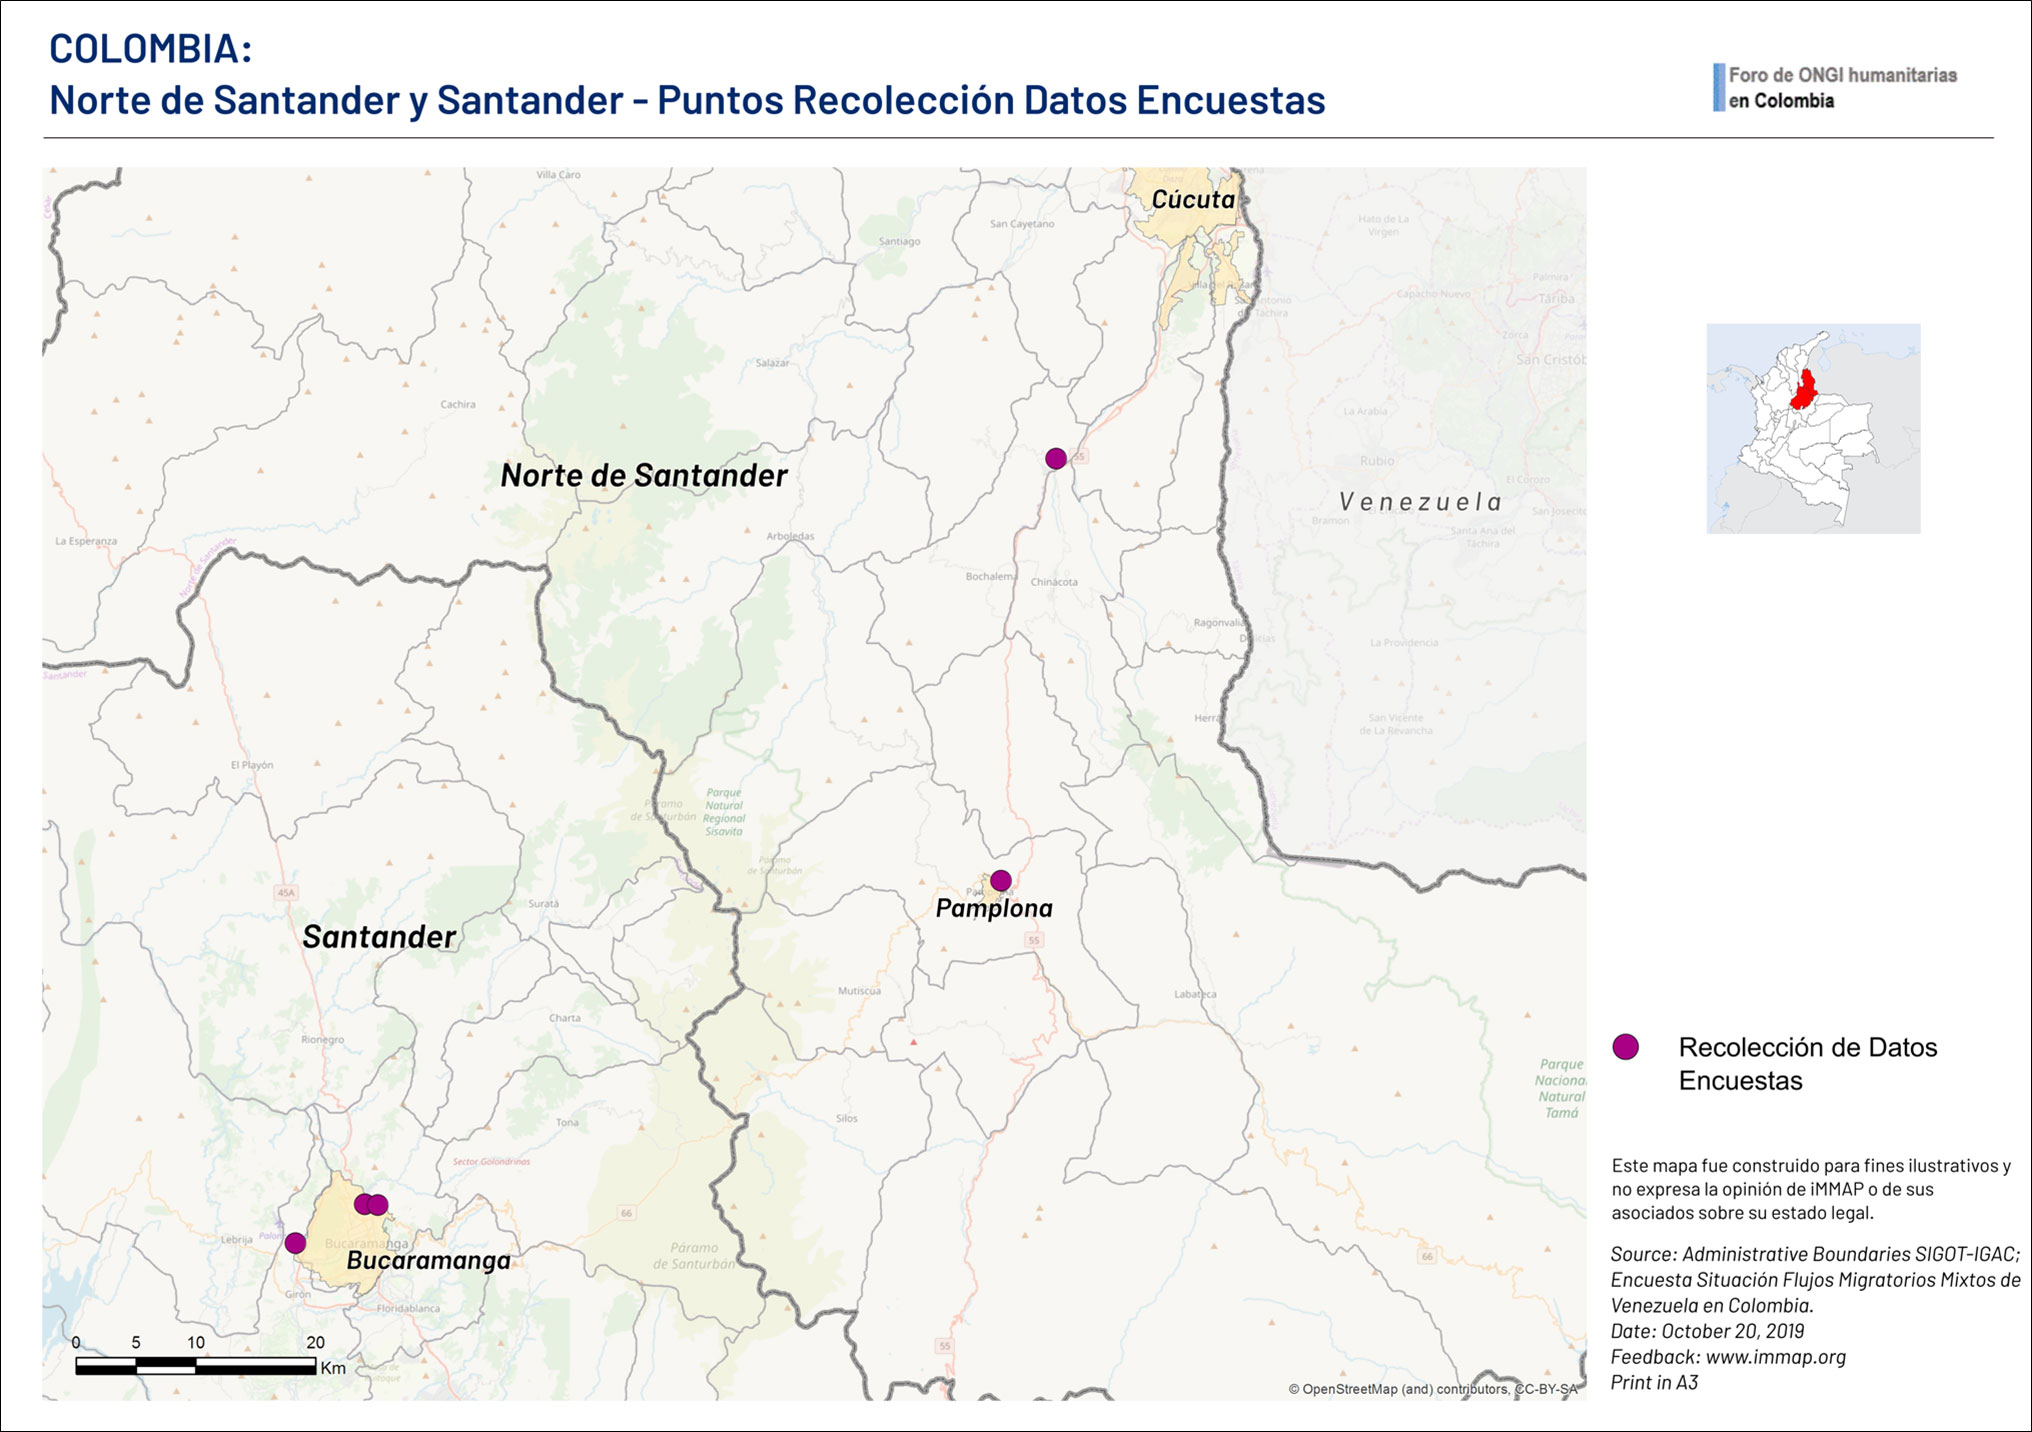 COLOMBIA:
Norte de Santander y Santander - Puntos Recolección Datos Encuestas
Foro de ONGI humanitarias
en Colombia
Villa Caro
Cúcuta
San Cayetano
Santiago
Hato de La
Virgen
Capacho Nuevo
Palmira
Táriba
Zorca
San Cristób
Salazar
Cachira
La Arabia
Rubio
El Corozo
55
Norte de Santander
Venezuela
Bramon
San Josecito
Santa Ana del
Táchira
La Esperanza
Norte de Santander
Arboledas
Bochalema
Chinácota
Ragonvalia
Delicias
La Providencia
Santander
Herrá
San Vicente
de La Revancha
El Playón
Parque
Natural
Regional
Sisavita
Páramo
de Santurbán
Páramo
de Santurbán
45A
Suratá
Pamplona
Santander
55
Mutiscua
Labateca
Charta
Rionegro
Recolección de Datos
Encuestas
Parque
Naciona
Natural
Tamá
Silos
Tona
Sector Golondrinas
66
Lebrija
Bucaramanga
Bucaramanga
Páramo
de Santurbán
66
Girón
Floridablanca
55
0 5 10 20
Km
© OpenStreetMap (and) contributors, CC-BY-SA
Este mapa fue construido para fines ilustrativos y
no expresa la opinión de iMMAP o de sus
asociados sobre su estado legal.
Source: Administrative Boundaries SIGOT-IGAC;
Encuesta Situación Flujos Migratorios Mixtos de
Venezuela en Colombia.
Date: October 20, 2019
Feedback: www.immap.org
Print in A3